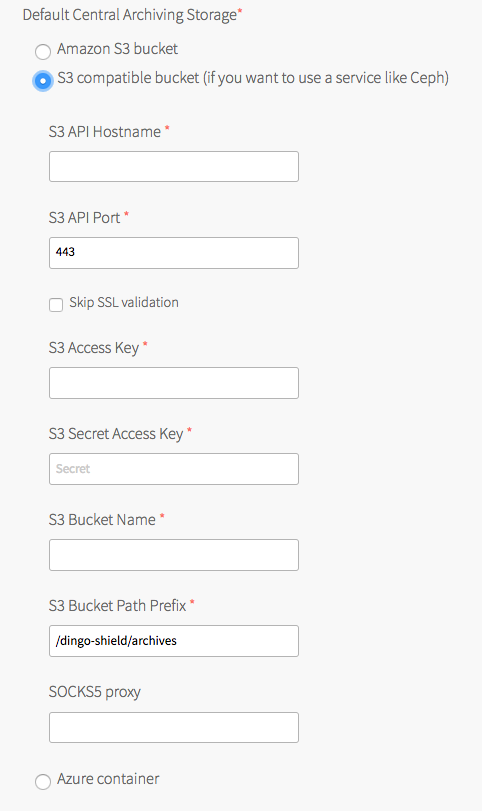 Default Central Archiving Storage*
Amazon S3 bucket
S3 compatible bucket (if you want to use a service like Ceph)
S3 API Hostname *
S3 API Port *
443
Skip SSL validation
S3 Access Key *
S3 Secret Access Key *
Secret
S3 Bucket Name *
S3 Bucket Path Prefix *
/dingo-shield/archives
SOCKS5 proxy
Azure container